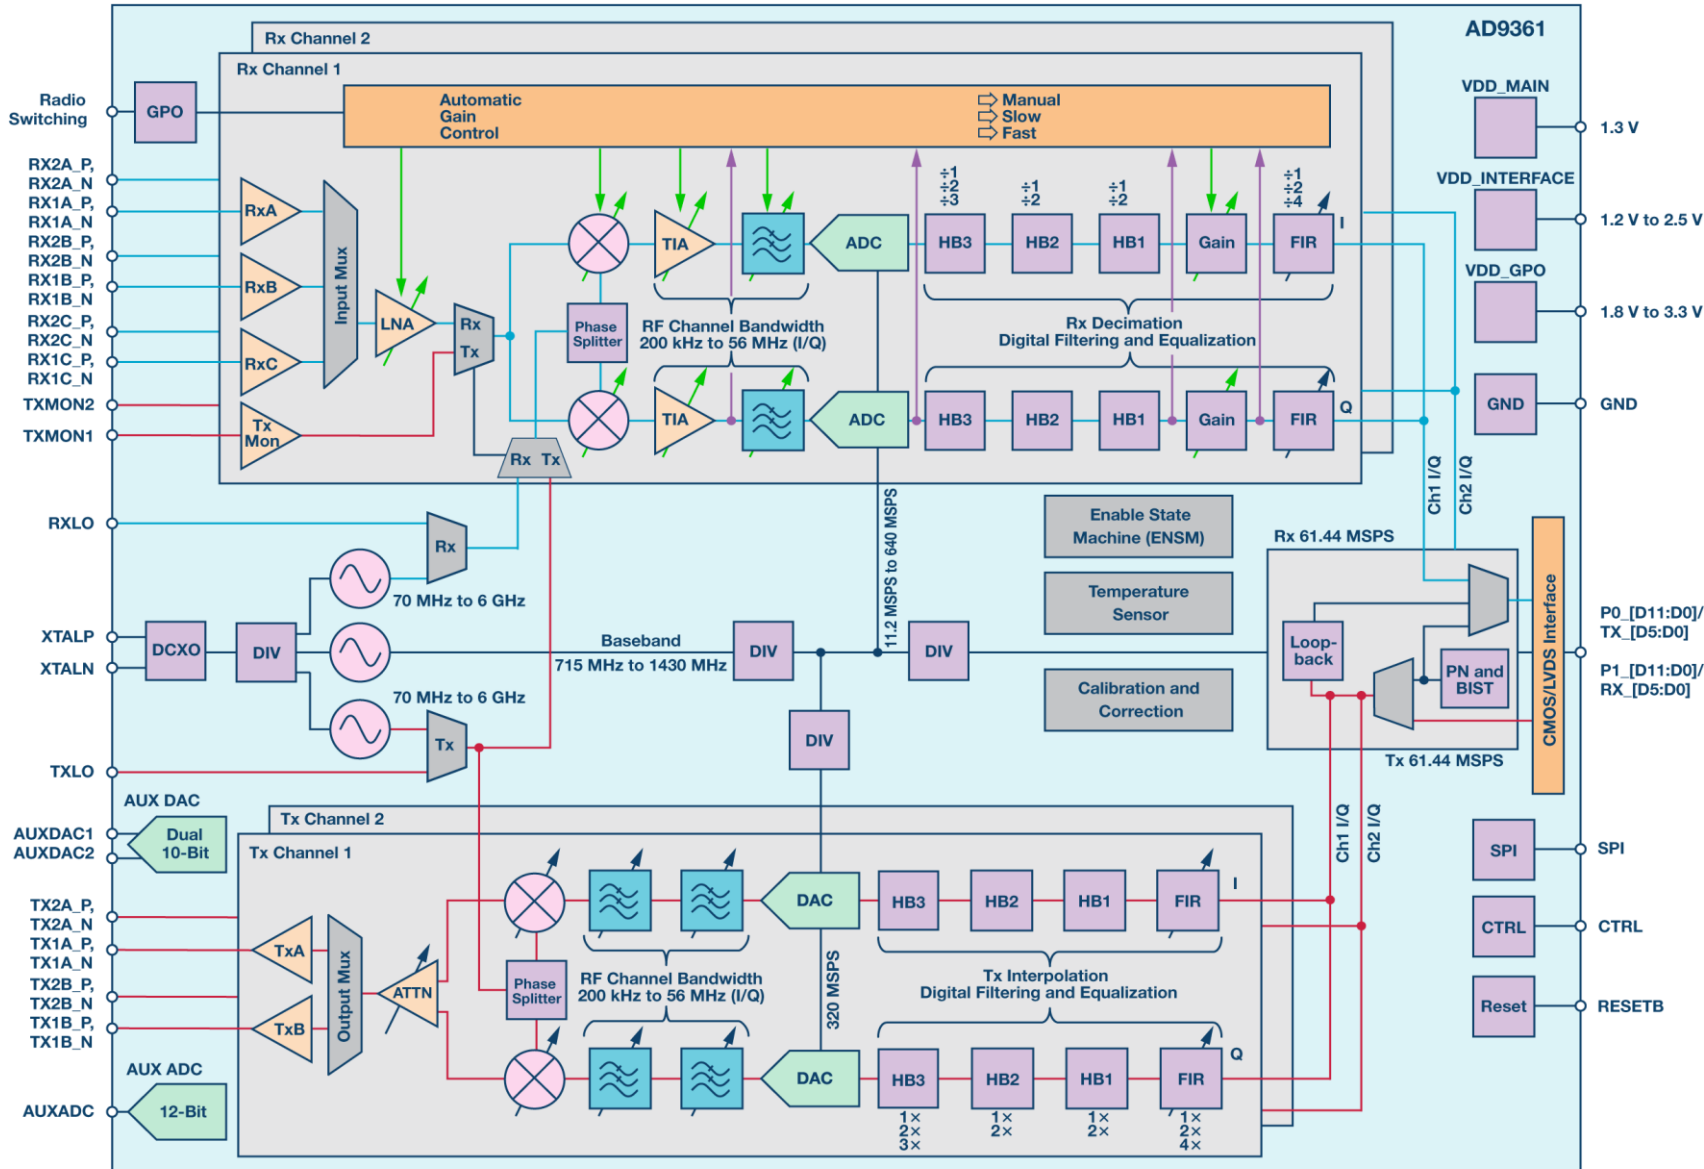 AD9361
Rx Channel 2
Rx Channel 1
Radio
Switching
GPO
Automatic
Gain
Control
Manual
Slow
Fast
VDD_MAIN
1.3 V
VDD_INTERFACE
1.2 V to 2.5 V
VDD_GPO
1.8 V to 3.3 V
GND
GND
RX2A_P,
RX2A_N
RX1A_P,
RX1A_N
RX2B_P,
RX2B_N
RX1B_P,
RX1B_N
RX2C_P,
RX2C_N
RX1C_P,
RX1C_N
TXMON2
TXMON1
RxA
RxB
RxC
Tx
Mon
Input Mux
LNA
Rx
Tx
Phase
Splitter
TIA
ADC
÷1
÷2
÷3
÷1
÷2
÷1
÷2
÷1
÷2
÷4
HB3
HB2
HB1
Gain
FIR
I
RF Channel Bandwidth
200 kHz to 56 MHz (I/Q)
Rx Decimation
Digital Filtering and Equalization
TIA
ADC
HB3
HB2
HB1
Gain
FIR
Q
Rx Tx
Ch1 I/Q
Ch2 I/Q
RXLO
Rx
70 MHz to 6 GHz
XTALP
XTALN
DCXO
DIV
Baseband
715 MHz to 1430 MHz
DIV
11.2 MSPS to 640 MSPS
DIV
DIV
70 MHz to 6 GHz
Tx
TXLO
Enable State
Machine (ENSM)
Temperature
Sensor
Calibration and
Correction
Rx 61.44 MSPS
Loop-
back
PN and
BIST
Tx 61.44 MSPS
CMOS/LVDS Interface
P0_[D11:D0]/
TX_[D5:D0]
P1_[D11:D0]/
RX_[D5:D0]
Ch1 I/Q
Ch2 I/Q
AUX DAC
AUXDAC1
AUXDAC2
Dual
10-Bit
TX2A_P,
TX2A_N
TX1A_P,
TX1A_N
TX2B_P,
TX2B_N
TX1B_P,
TX1B_N
AUX ADC
AUXADC
12-Bit
Tx Channel 2
Tx Channel 1
TxA
TxB
Output Mux
ATTN
Phase
Splitter
DAC
HB3
HB2
HB1
FIR
I
RF Channel Bandwidth
200 kHz to 56 MHz (I/Q)
320 MSPS
Tx Interpolation
Digital Filtering and Equalization
DAC
HB3
HB2
HB1
FIR
Q
1×
2×
3×
1×
2×
1×
2×
1×
2×
4×
SPI
SPI
CTRL
CTRL
Reset
RESETB